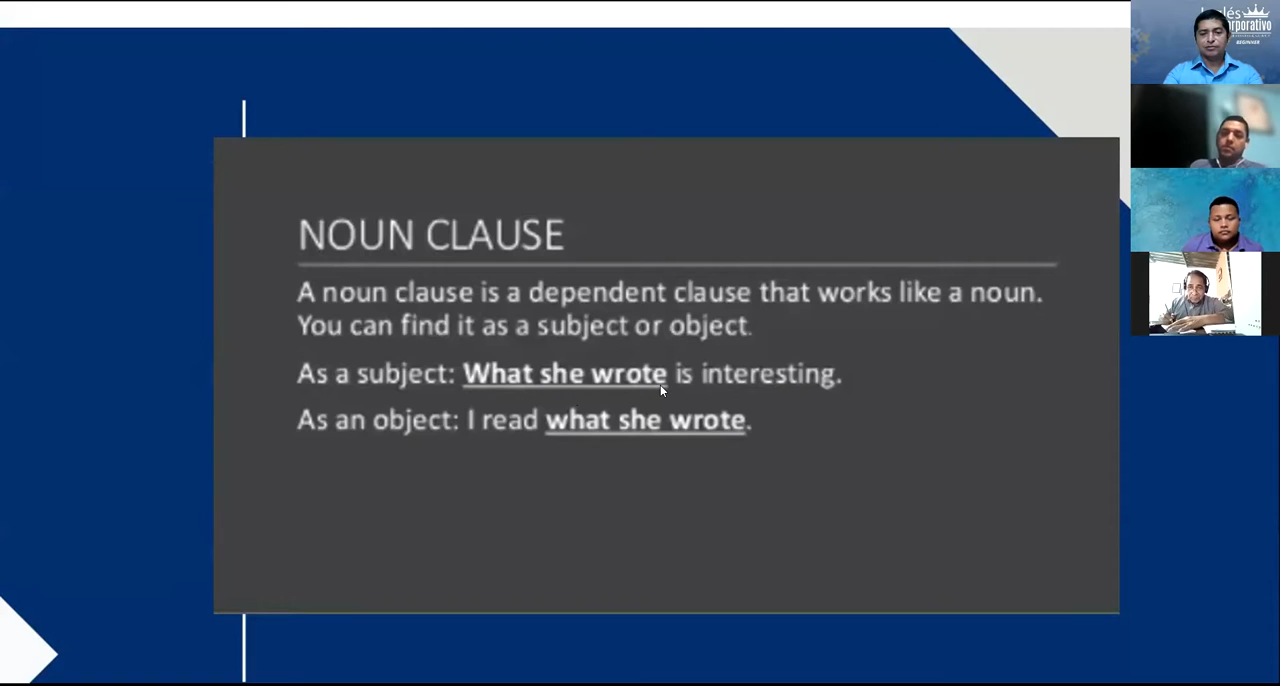 NOUN CLAUSE
A noun clause is a dependent clause that works like a noun.
You can find it as a subject or object.
As a subject: What she wrote is interesting.
As an object: I read what she wrote.
BEGINNER